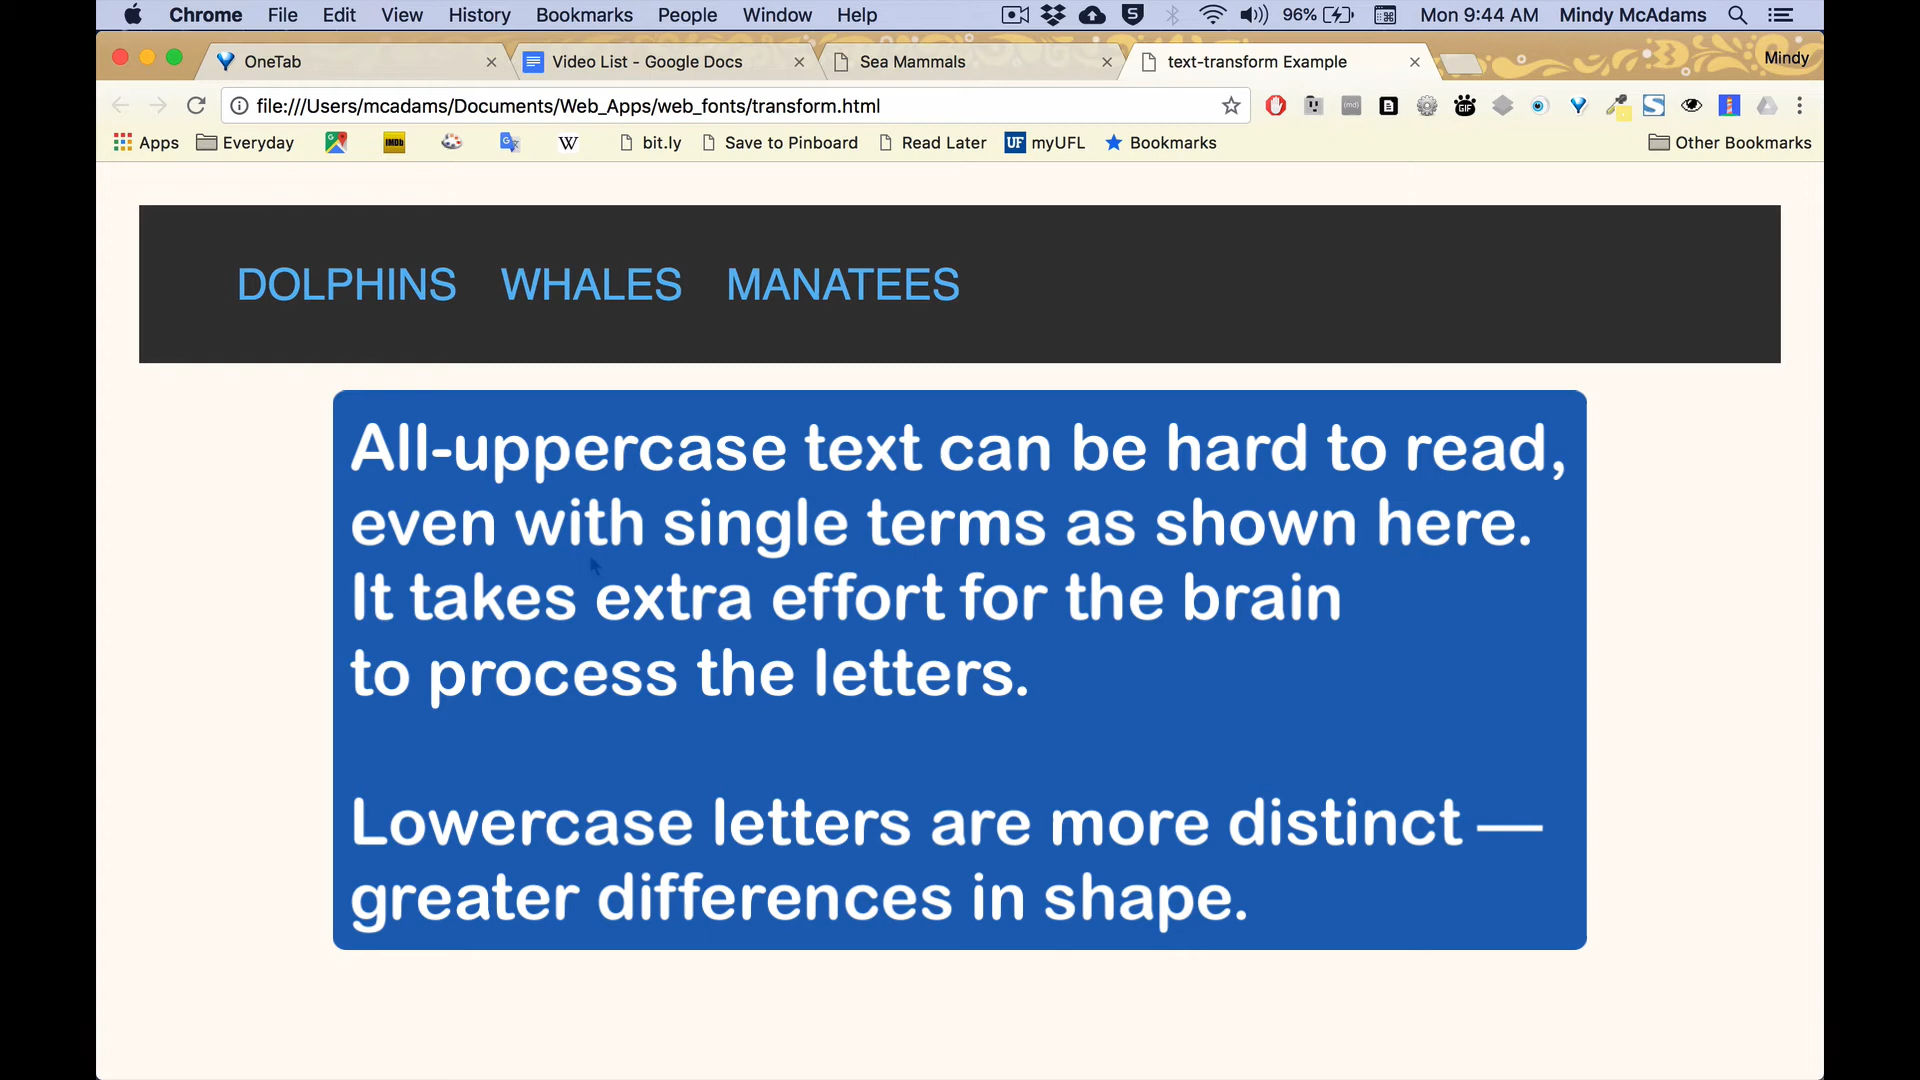 Chrome File Edit View History Bookmarks People Window Help 96% Mon 9:44 AM Mindy McAdams
OneTab Video List - Google Docs Sea Mammals text-transform Example Mindy
file:///Users/mcadams/Documents/Web_Apps/web_fonts/transform.html
Apps Everyday IMDb W bit.ly Save to Pinboard Read Later UF myUFL Bookmarks Other Bookmarks
DOLPHINS WHALES MANATEES
All-uppercase text can be hard to read,
even with single terms as shown here.
It takes extra effort for the brain
to process the letters.
Lowercase letters are more distinct —
greater differences in shape.